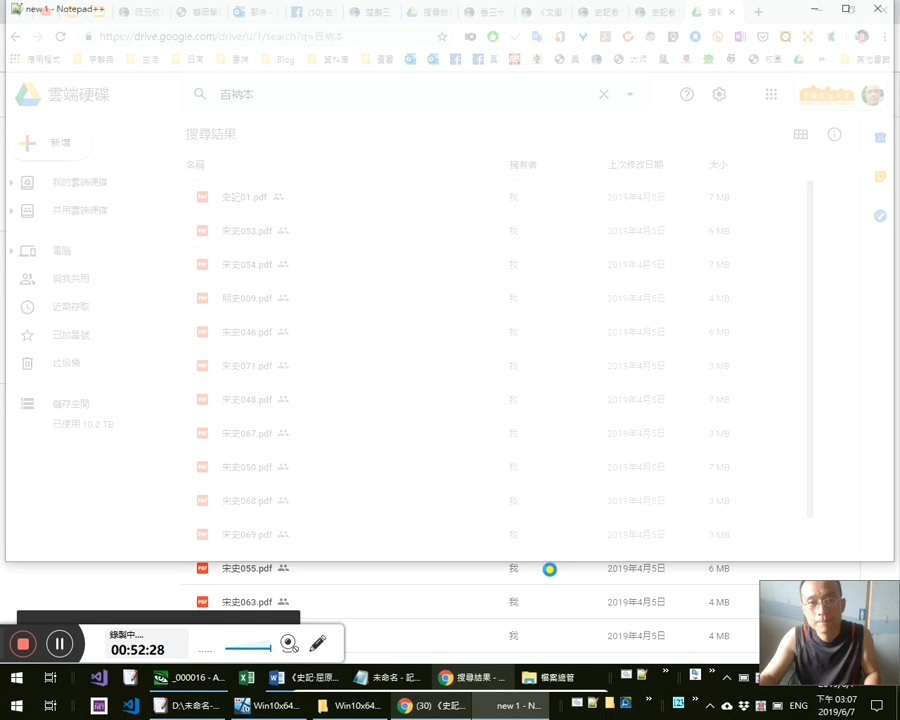 new 1 - Notepad++
https://drive.google.com/drive/u/1/search?q=百衲本
應用程式 字辭典 生活 日常 雲端 Blog 資料庫
雲端硬碟 百衲本
新增 搜尋結果
名稱 擁有者 上次修改日期 大小
我的雲端硬碟
共用雲端硬碟
電腦
與我共用
近期存取
已加星號
垃圾桶
儲存空間
已使用 10.2 TB
史記01.pdf 我 2019年4月5日 7 MB
宋史053.pdf 我 2019年4月5日 6 MB
宋史054.pdf 我 2019年4月5日 7 MB
明史009.pdf 我 2019年4月5日 4 MB
宋史046.pdf 我 2019年4月5日 6 MB
宋史071.pdf 我 2019年4月5日 3 MB
宋史048.pdf 我 2019年4月5日 7 MB
宋史067.pdf 我 2019年4月5日 3 MB
宋史050.pdf 我 2019年4月5日 7 MB
宋史068.pdf 我 2019年4月5日 3 MB
宋史069.pdf 我 2019年4月5日 3 MB
宋史055.pdf 我 2019年4月5日 6 MB
宋史063.pdf 我 2019年4月5日 4 MB
我 2019年4月5日 4 MB
錄製中....
00:52:28
_000016 - A... 《史記·屈原... 未命名 - 記... 搜尋結果 - ... 檔案總管
D:\未命名-... Win10x64... Win10x64... (30) 《史記... new 1 - N... ENG
下午 03:07
2019/6/7